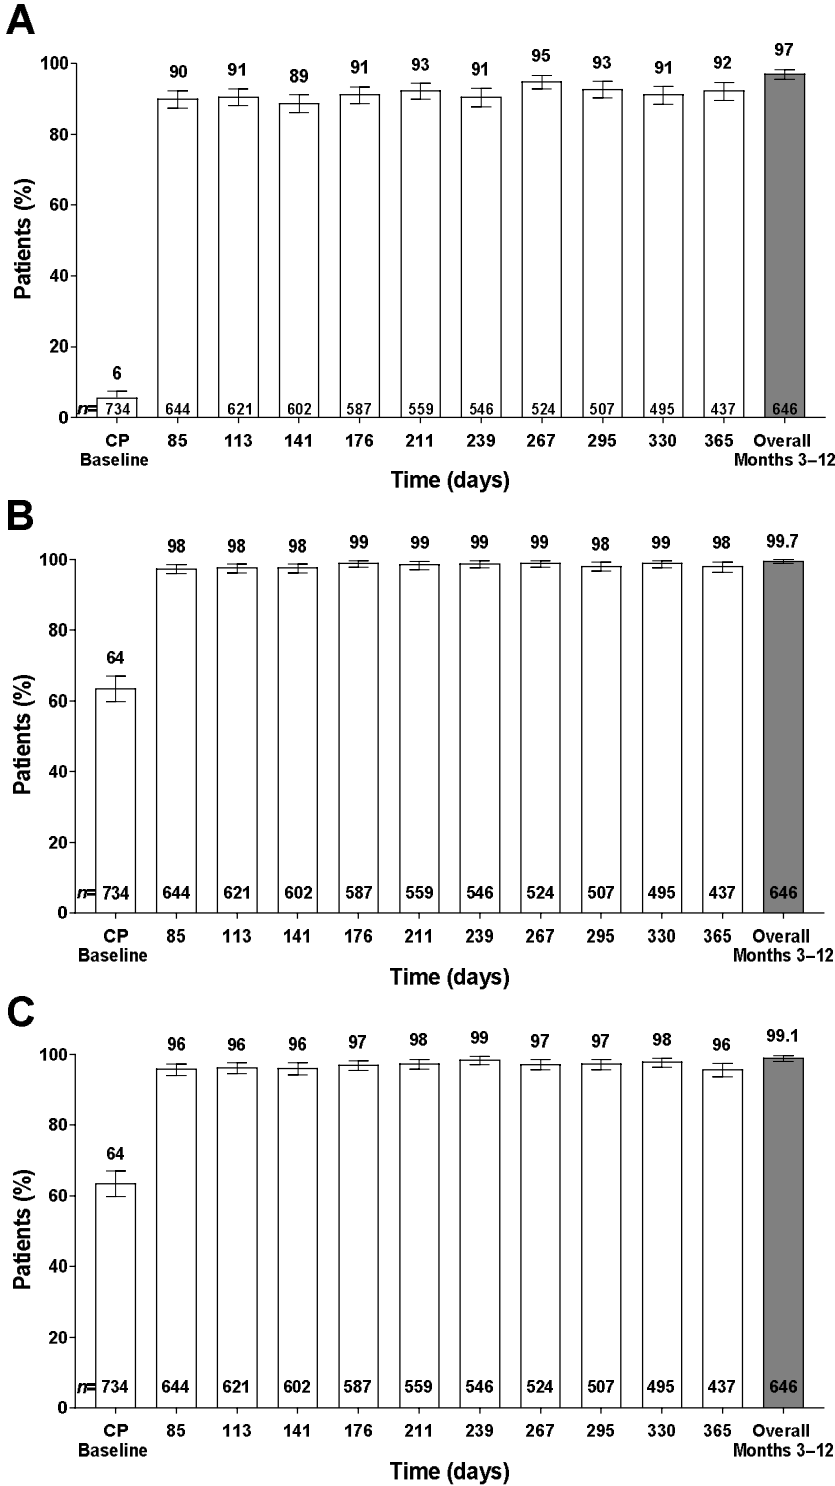 A
97
95
93 93
92
91 91 91 91
90
89
100
80
60
40
20
0
Patients (%)
6
n= 734 644 621 602 587 559 546 524 507 495 437 646
CP 85 113 141 176 211 239 267 295 330 365 Overall
Baseline Months 3–12
Time (days)
B
98 98 98 99 99 99 99 98 99 98 99.7
100
80
64
60
40
20
0
Patients (%)
n= 734 644 621 602 587 559 546 524 507 495 437 646
CP 85 113 141 176 211 239 267 295 330 365 Overall
Baseline Months 3–12
Time (days)
C
96 96 96 97 98 99 97 97 98 96 99.1
100
80
64
60
40
20
0
Patients (%)
n= 734 644 621 602 587 559 546 524 507 495 437 646
CP 85 113 141 176 211 239 267 295 330 365 Overall
Baseline Months 3–12
Time (days)